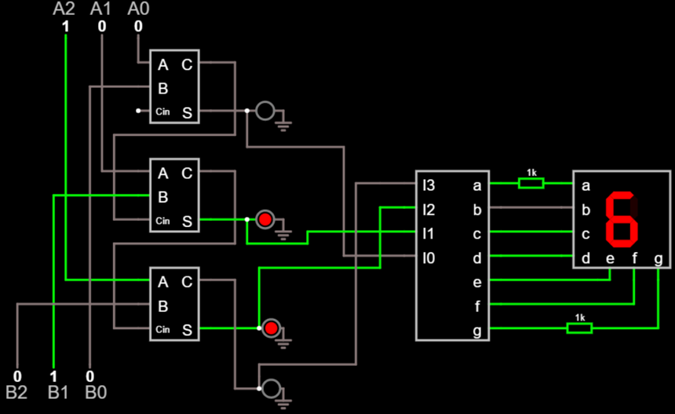 A2 A1 A0
1 0 0
A C
B
Cin S
A C
B
Cin S
A C
B
Cin S
0 1 0
B2 B1 B0
I3 a
I2 b
I1 c
I0 d
e
f
g
1k
1k
a
b
c
d e f g
6